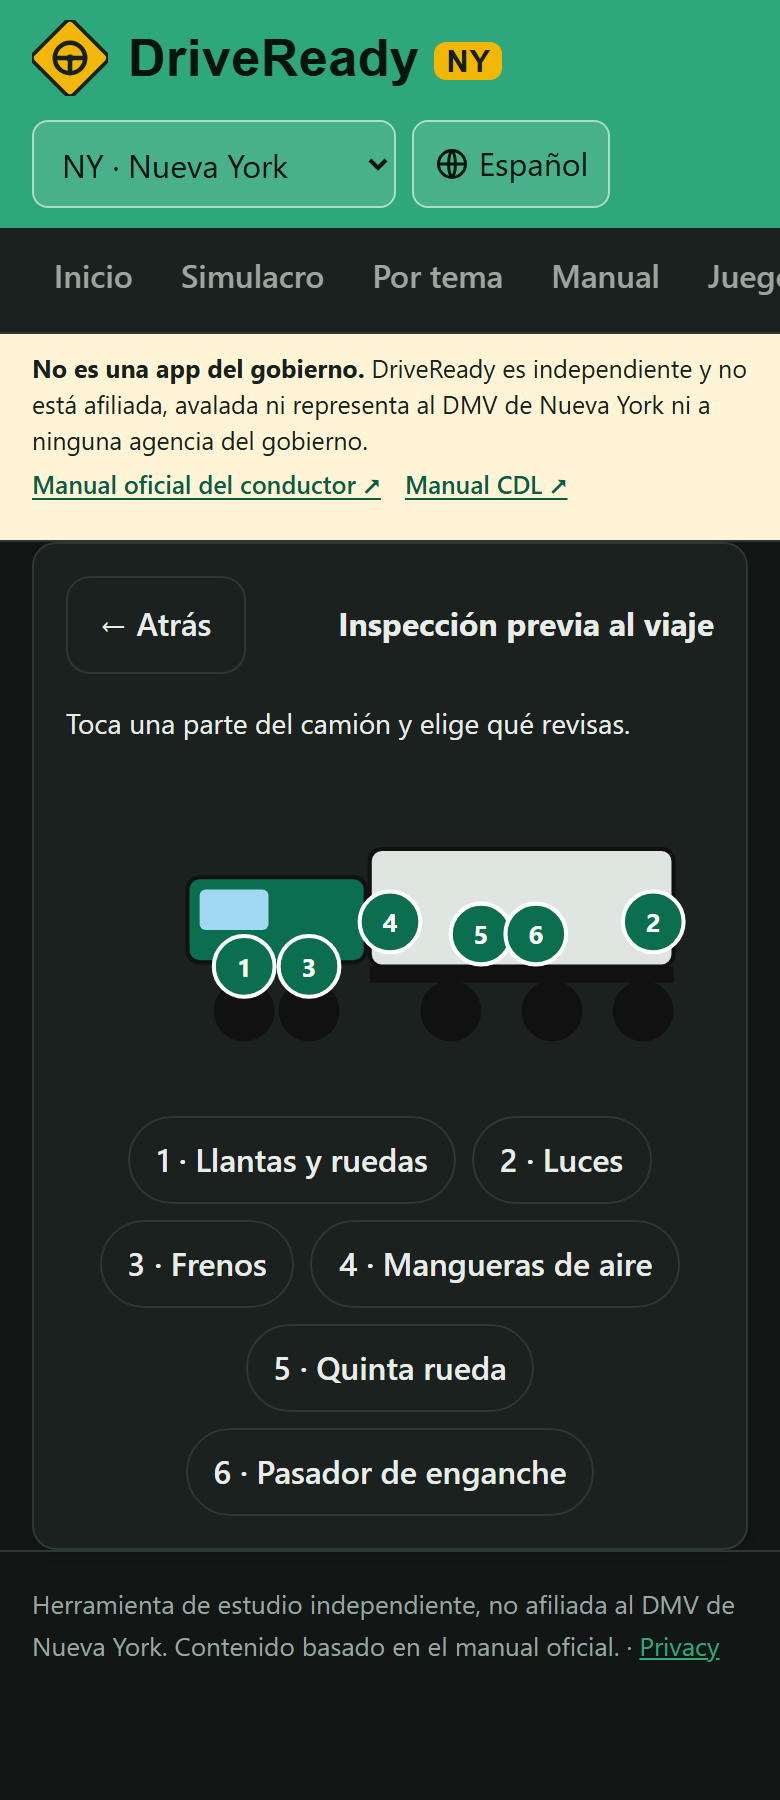 DriveReady NY
NY · Nueva York
Español
Inicio Simulacro Por tema Manual Jueg
No es una app del gobierno. DriveReady es independiente y no
está afiliada, avalada ni representa al DMV de Nueva York ni a
ninguna agencia del gobierno.
Manual oficial del conductor ↗ Manual CDL ↗
← Atrás
Inspección previa al viaje
Toca una parte del camión y elige qué revisas.
4 5 6 2
1 3
1 · Llantas y ruedas
2 · Luces
3 · Frenos
4 · Mangueras de aire
5 · Quinta rueda
6 · Pasador de enganche
Herramienta de estudio independiente, no afiliada al DMV de
Nueva York. Contenido basado en el manual oficial. · Privacy